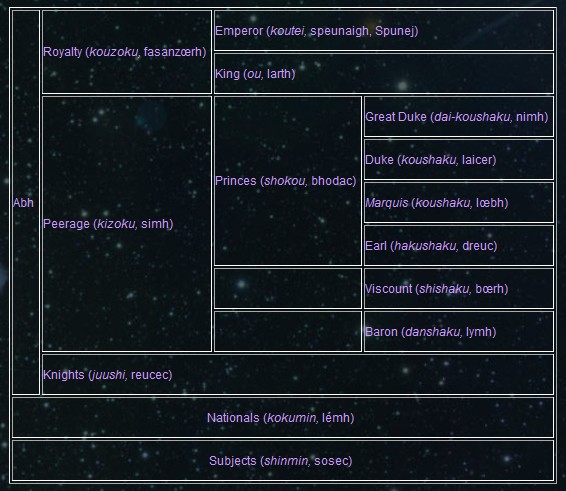 Abh
Royalty (kouzoku, fasanzœrh)
Emperor (koutei, speunaigh, Spunej)
King (ou, larth)
Peerage (kizoku, simh)
Princes (shokou, bhodac)
Great Duke (dai-koushaku, nimh)
Duke (koushaku, laicer)
Marquis (koushaku, lœbh)
Earl (hakushaku, dreuc)
Viscount (shishaku, bœrh)
Baron (danshaku, lymh)
Knights (juushi, reucec)
Nationals (kokumin, lémh)
Subjects (shinmin, sosec)